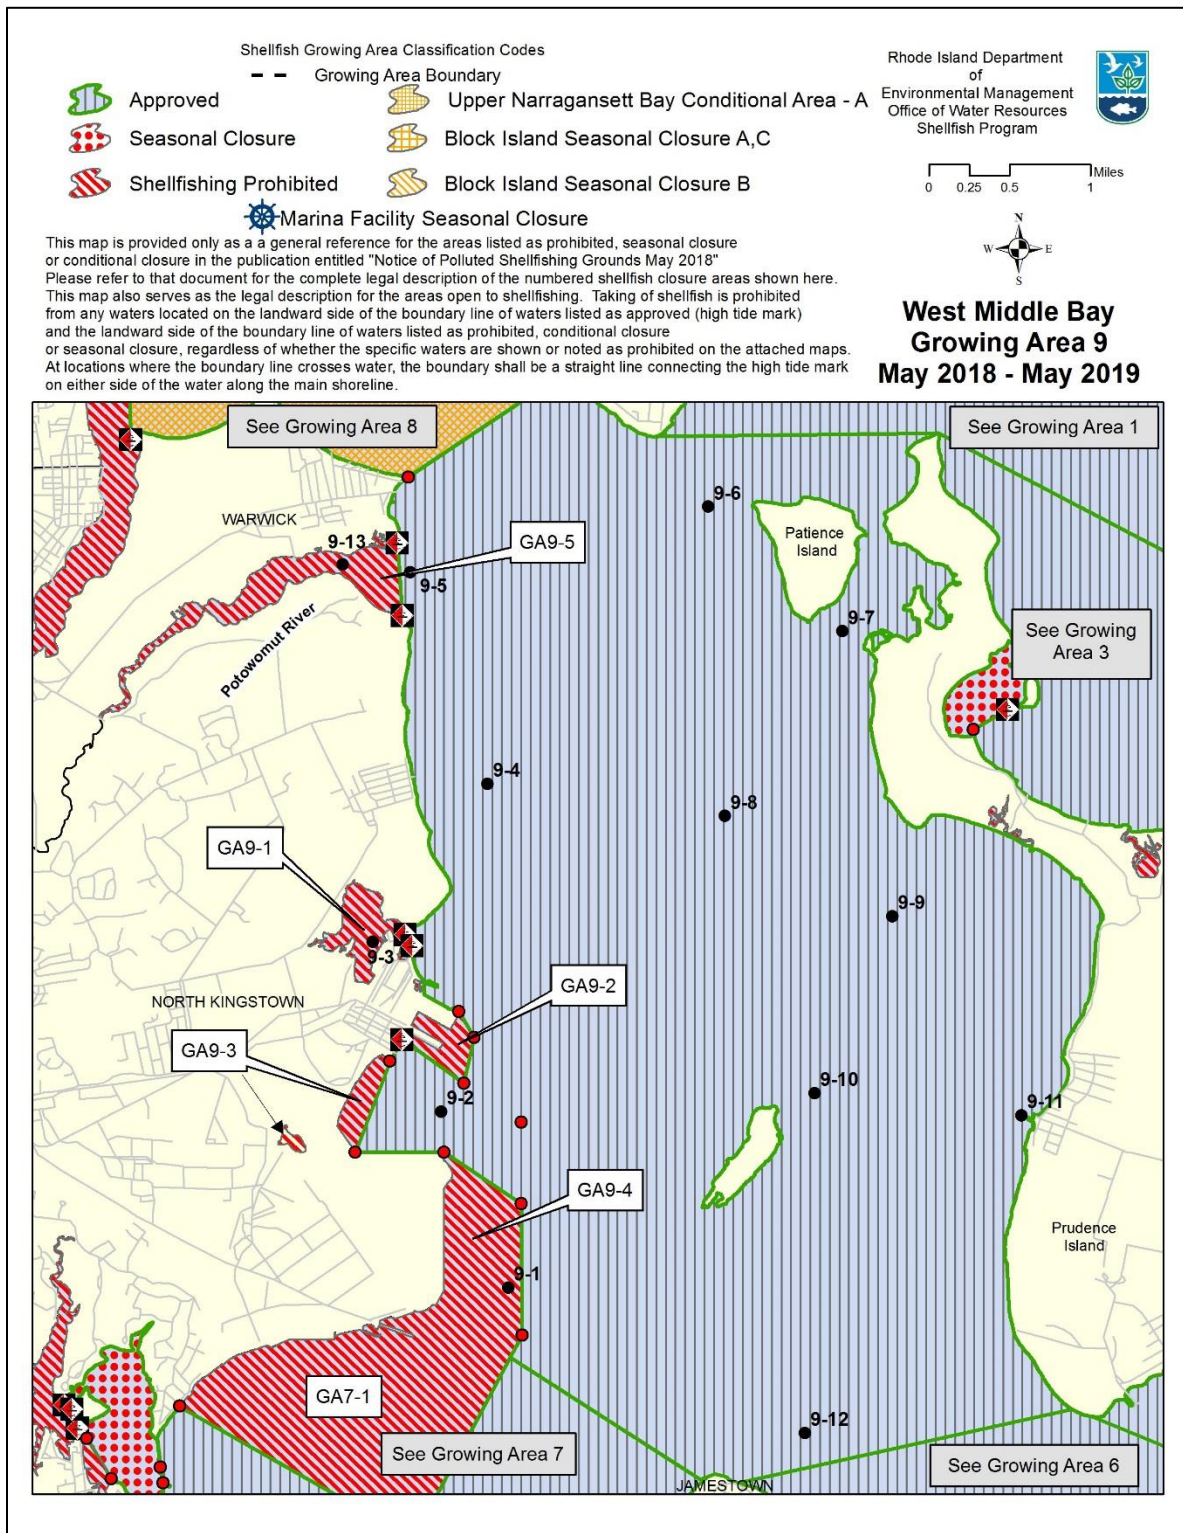 Shellfish Growing Area Classification Codes
Growing Area Boundary
Approved
Upper Narragansett Bay Conditional Area - A
Seasonal Closure
Block Island Seasonal Closure A,C
Shellfishing Prohibited
Block Island Seasonal Closure B
Marina Facility Seasonal Closure
Rhode Island Department
of
Environmental Management
Office of Water Resources
Shellfish Program
Miles
0 0.25 0.5 1
N
W E
S
This map is provided only as a a general reference for the areas listed as prohibited, seasonal closure
or conditional closure in the publication entitled "Notice of Polluted Shellfishing Grounds May 2018"
Please refer to that document for the complete legal description of the numbered shellfish closure areas shown here.
This map also serves as the legal description for the areas open to shellfishing. Taking of shellfish is prohibited
from any waters located on the landward side of the boundary line of waters listed as approved (high tide mark)
and the landward side of the boundary line of waters listed as prohibited, conditional closure
or seasonal closure, regardless of whether the specific waters are shown or noted as prohibited on the attached maps.
At locations where the boundary line crosses water, the boundary shall be a straight line connecting the high tide mark
on either side of the water along the main shoreline.
West Middle Bay
Growing Area 9
May 2018 - May 2019
See Growing Area 8
See Growing Area 1
9-6
WARWICK
Patience
Island
9-13
GA9-5
9-5
Potowomut River
9-7
See Growing
Area 3
9-4
9-8
GA9-1
9-9
9-3
GA9-2
NORTH KINGSTOWN
GA9-3
9-2
9-10
9-11
GA9-4
Prudence
Island
9-1
GA7-1
9-12
See Growing Area 7
See Growing Area 6
JAMESTOWN